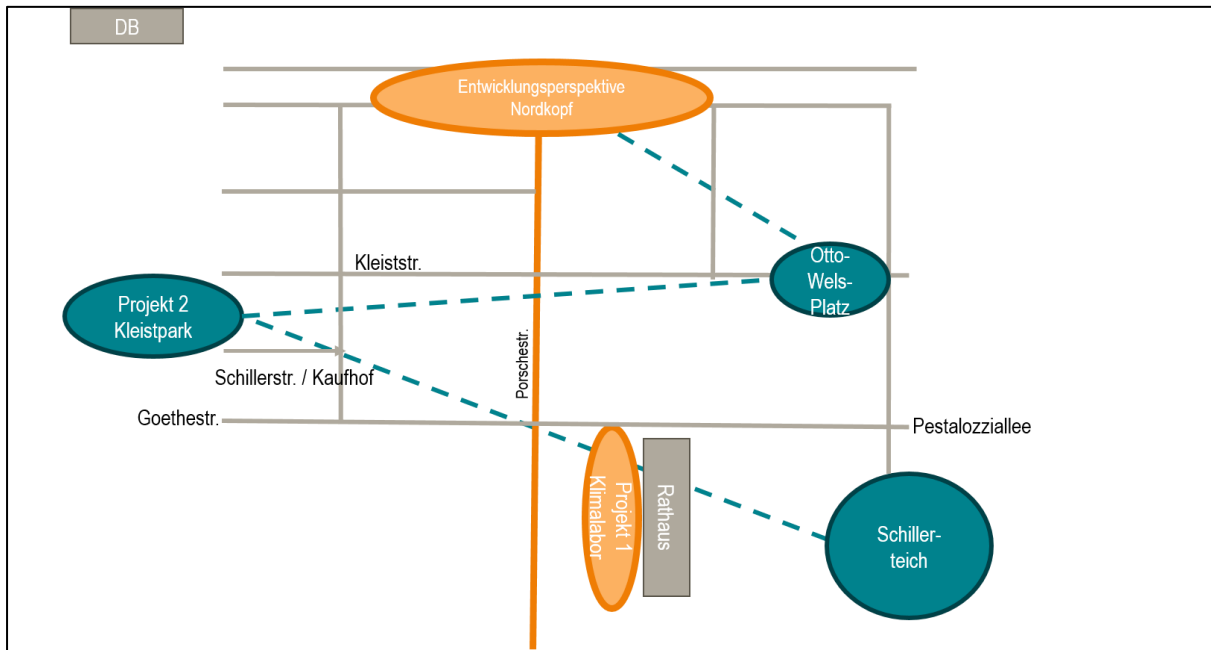 DB
Entwicklungsperspektive
Nordkopf
Kleiststr.
Otto-
Wels-
Platz
Projekt 2
Kleistpark
Porschestr.
Schillerstr. / Kaufhof
Goethestr.
Pestalozziallee
Projekt 1
Klimalabor
Rathaus
Schiller-
teich